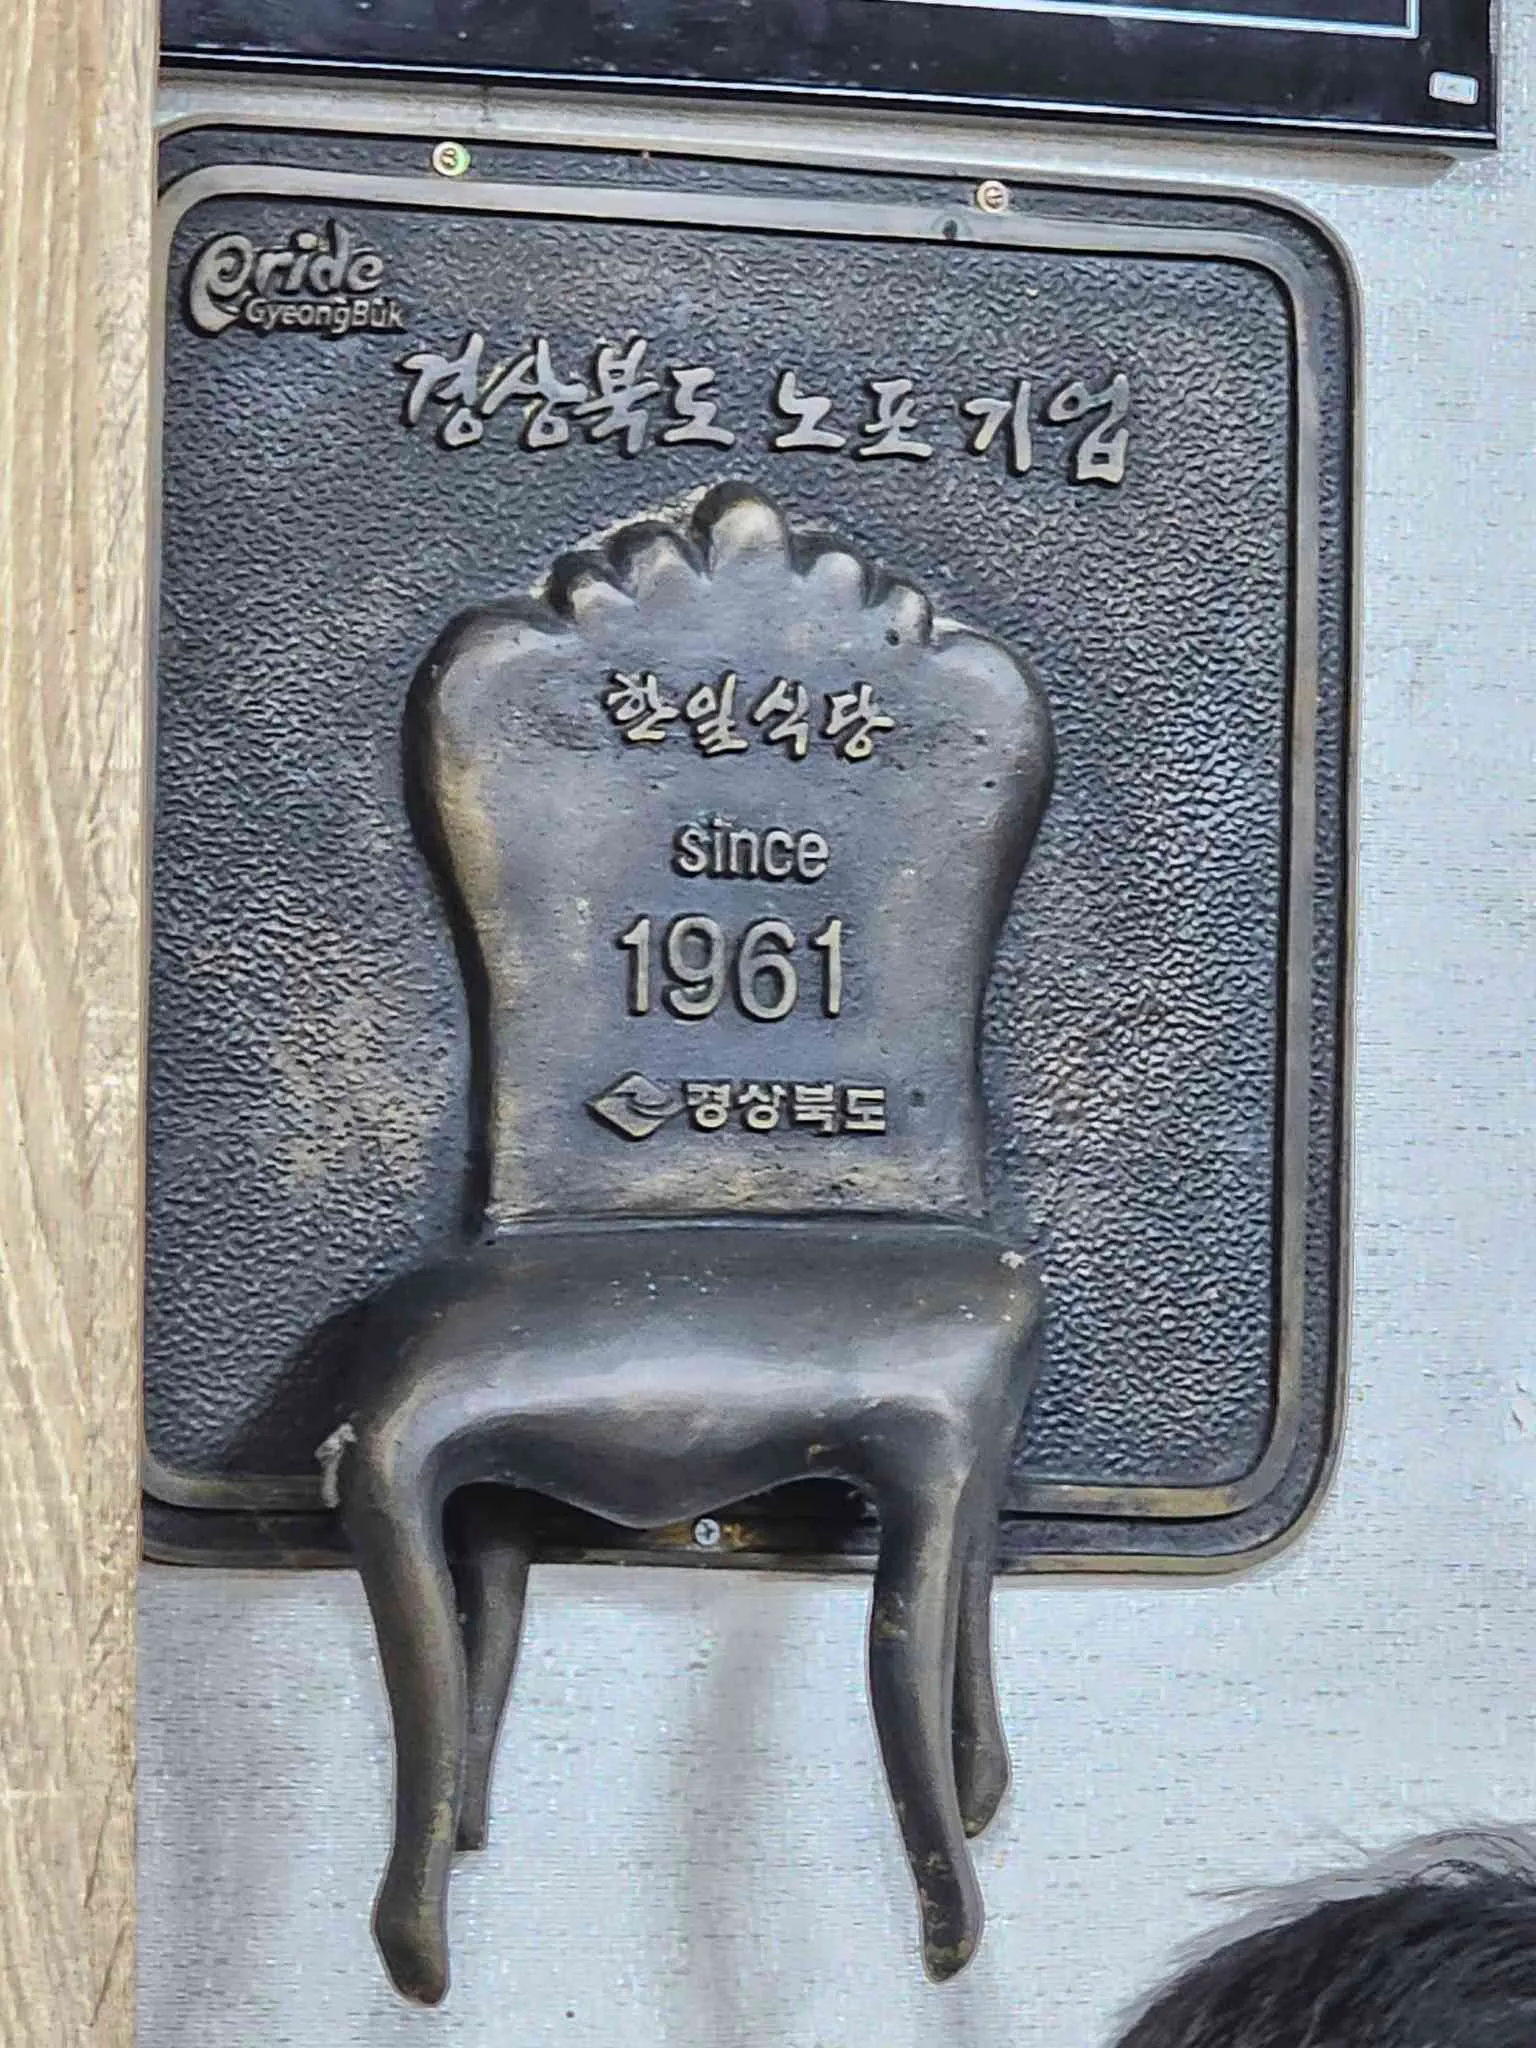 Pride
GyeongBuk
경상북도 노포 기업
한일식당
since
1961
경상북도